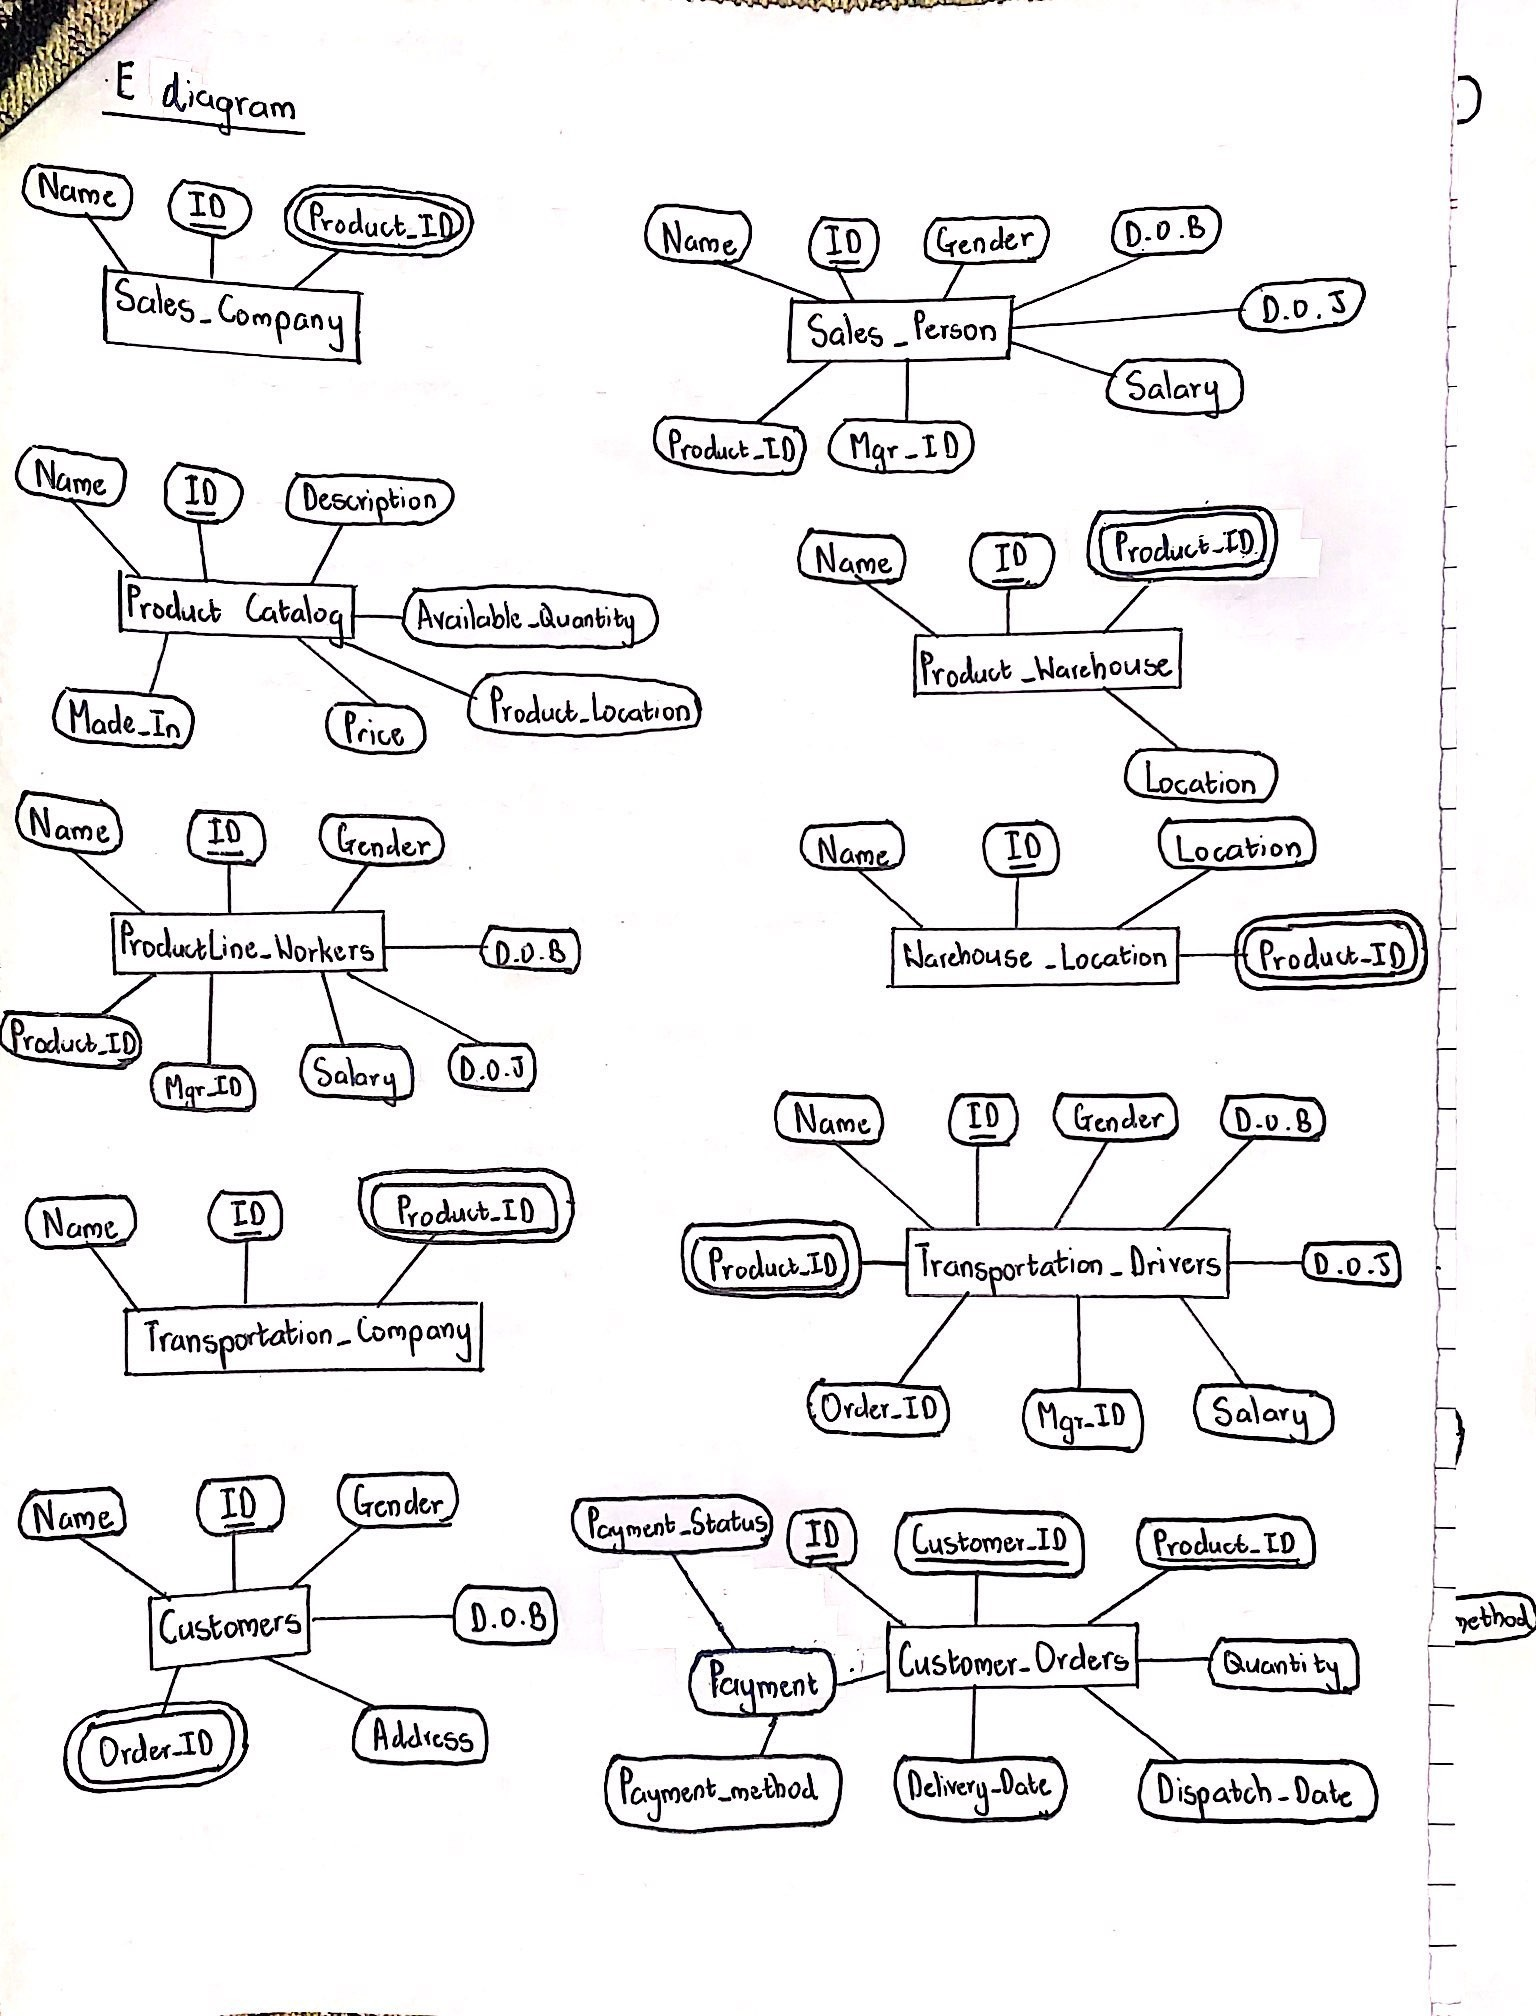 E diagram
Name
ID
Product_ID
Sales_Company
Name
ID
Gender
D.O.B
D.O.J
Sales_Person
Salary
Product_ID
Mgr_ID
Name
ID
Description
Product Catalog
Available_Quantity
Made_In
Price
Product_Location
Name
ID
Product_ID
Product_Warehouse
Location
Name
ID
Gender
ProductLine_Workers
D.O.B
Product_ID
Mgr_ID
Salary
D.O.J
Name
ID
Location
Warehouse_Location
Product_ID
Name
ID
Product_ID
Transportation_Company
Name
ID
Gender
D.O.B
Product_ID
Transportation_Drivers
D.O.J
Order_ID
Mgr_ID
Salary
Name
ID
Gender
Customers
D.O.B
Order_ID
Address
Payment_Status
ID
Customer_ID
Product_ID
Payment
Customer_Orders
Quantity
Payment_method
Delivery_Date
Dispatch_Date
method